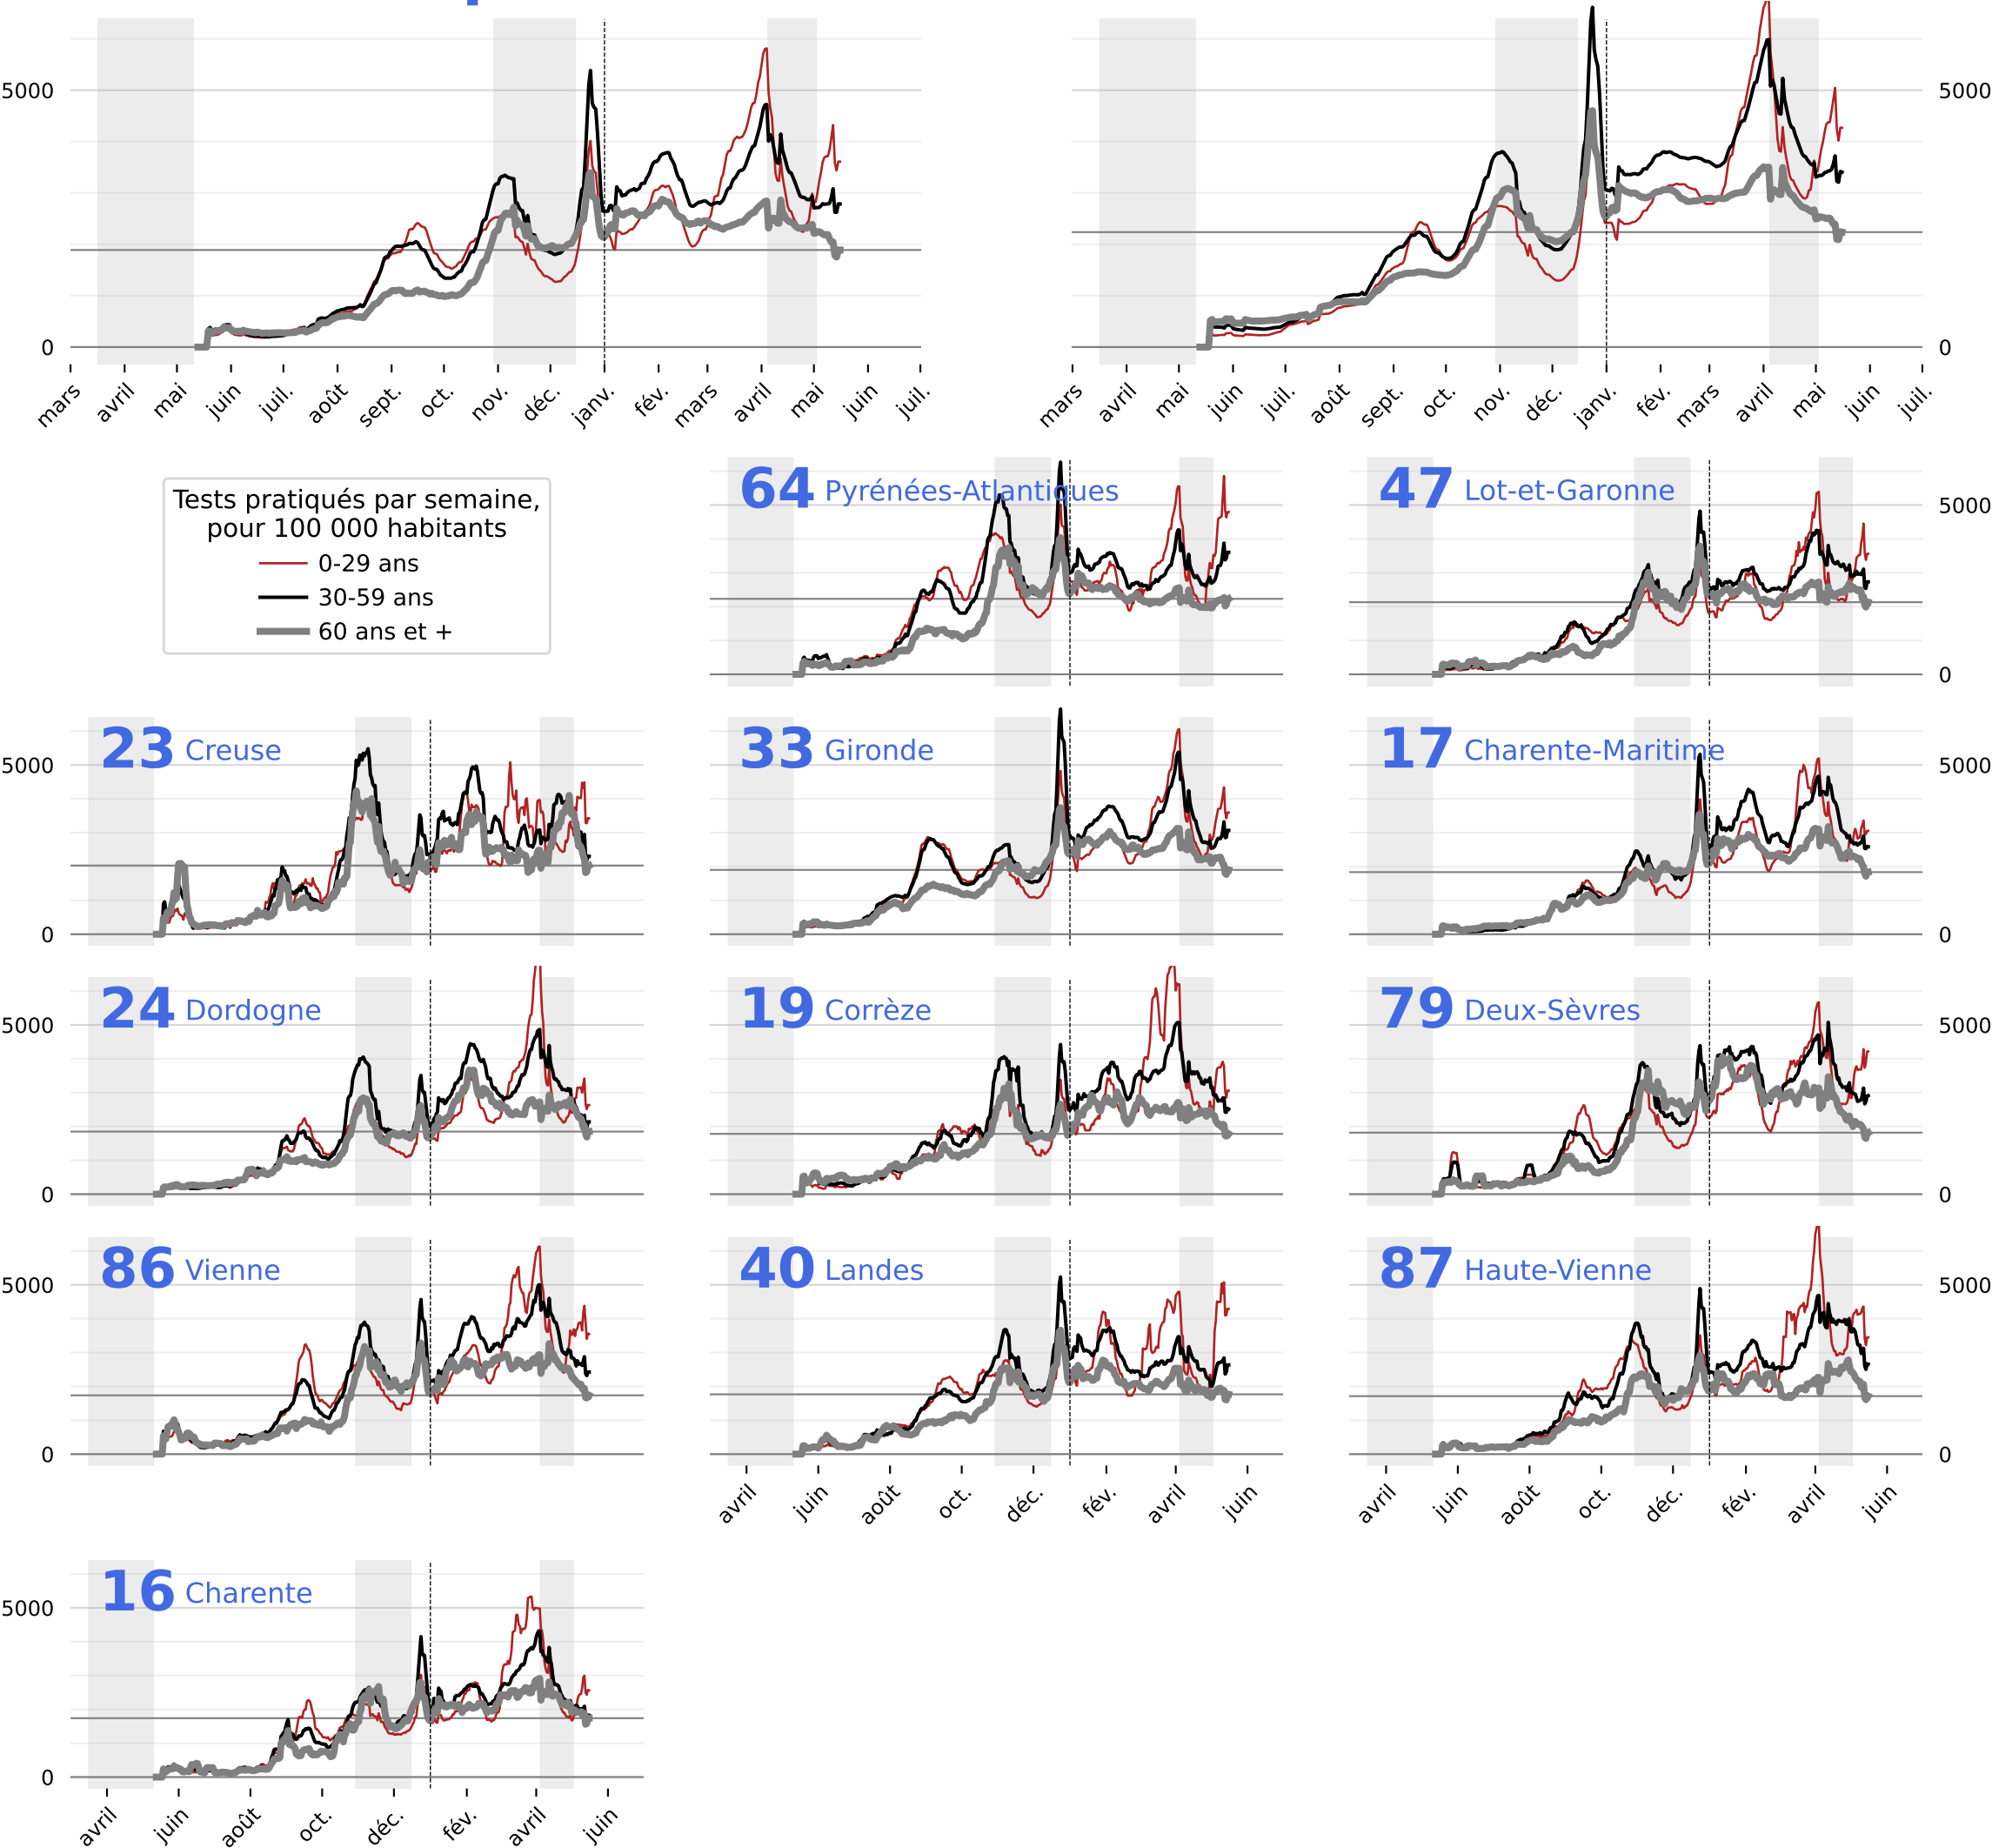 5000
0
mars avril mai juin juil. août sept. oct. nov. déc. janv. fév. mars avril mai juin juil.
5000
0
mars avril mai juin juil. août sept. oct. nov. déc. janv. fév. mars avril mai juin juil.
Tests pratiqués par semaine,
pour 100 000 habitants
0-29 ans
30-59 ans
60 ans et +
64 Pyrénées-Atlantiques
47 Lot-et-Garonne
5000
0
5000
0
23 Creuse
33 Gironde
17 Charente-Maritime
5000
0
5000
0
24 Dordogne
19 Corrèze
79 Deux-Sèvres
5000
0
5000
0
86 Vienne
40 Landes
87 Haute-Vienne
5000
0
avril juin août oct. déc. fév. avril juin
avril juin août oct. déc. fév. avril juin
5000
0
16 Charente
avril juin août oct. déc. fév. avril juin